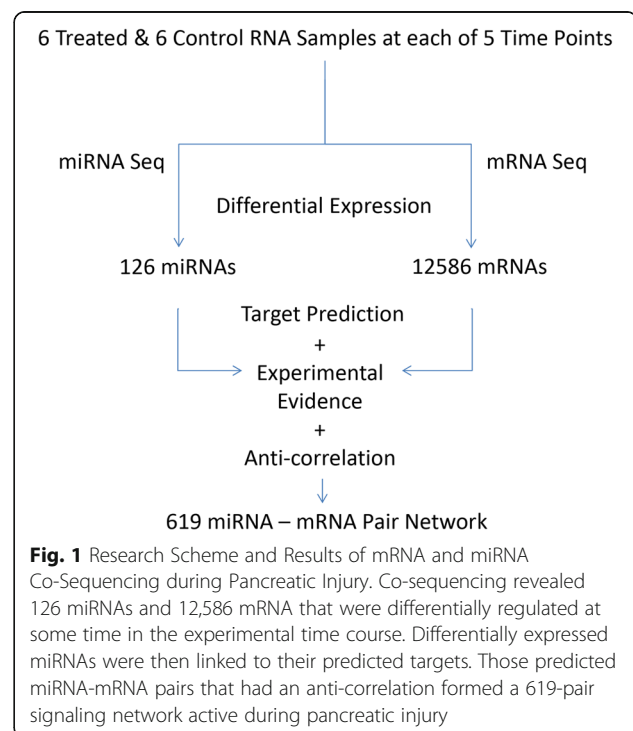 6 Treated & 6 Control RNA Samples at each of 5 Time Points
miRNA Seq
mRNA Seq
Differential Expression
126 miRNAs
12586 mRNAs
Target Prediction
+
Experimental
Evidence
+
Anti-correlation
619 miRNA – mRNA Pair Network
Fig. 1 Research Scheme and Results of mRNA and miRNA
Co-Sequencing during Pancreatic Injury. Co-sequencing revealed
126 miRNAs and 12,586 mRNA that were differentially regulated at
some time in the experimental time course. Differentially expressed
miRNAs were then linked to their predicted targets. Those predicted
miRNA-mRNA pairs that had an anti-correlation formed a 619-pair
signaling network active during pancreatic injury